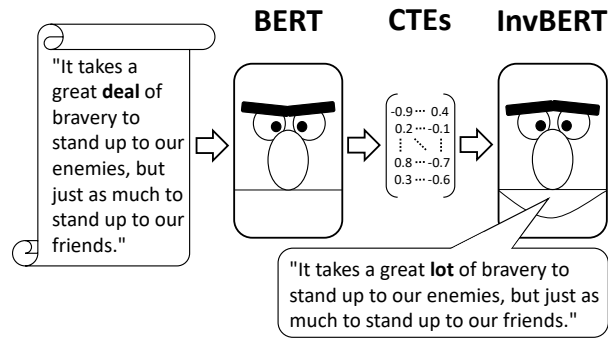 BERT CTEs InvBERT
"It takes a
great deal of
bravery to
stand up to our
enemies, but
just as much to
stand up to our
friends."
-0.9 ··· 0.4
0.2 ··· -0.1
0.8 ··· -0.7
0.3 ··· -0.6
"It takes a great lot of bravery to
stand up to our enemies, but just as
much to stand up to our friends."